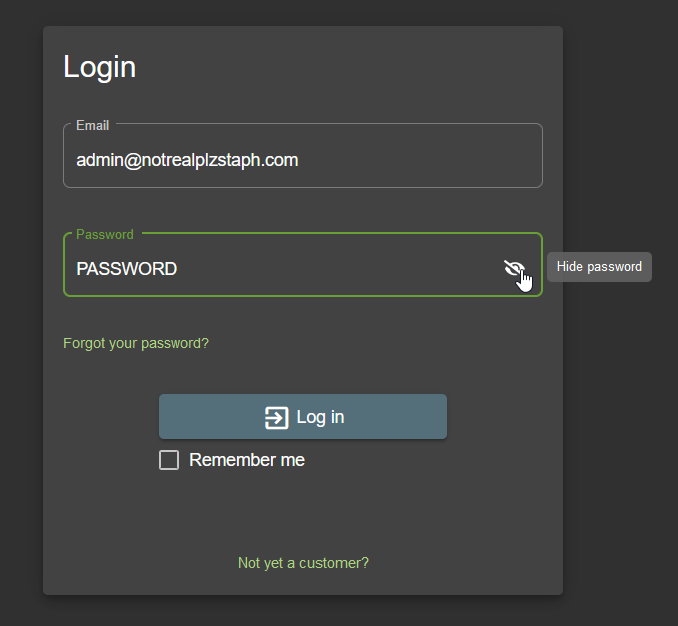 Login
Email
admin@notrealplzstaph.com
Password
PASSWORD
Hide password
Forgot your password?
Log in
Remember me
Not yet a customer?